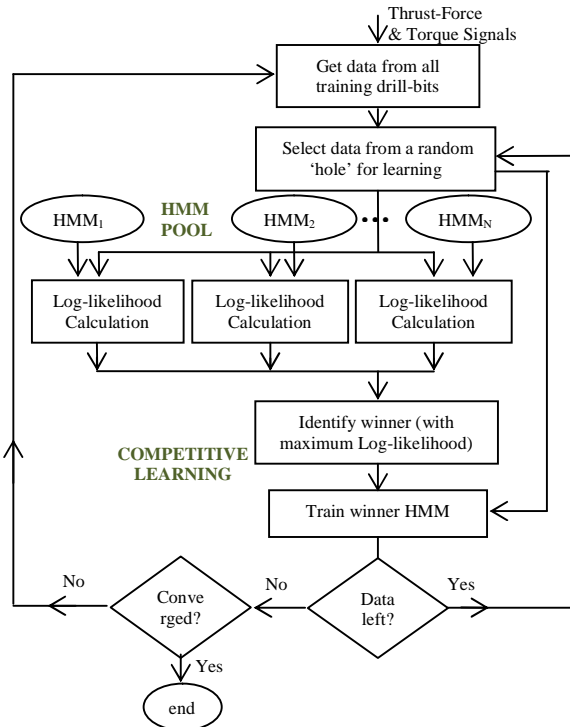 Thrust-Force
& Torque Signals
Get data from all
training drill-bits
Select data from a random
‘hole’ for learning
HMM
POOL
HMM1
HMM2
...
HMMN
Log-likelihood
Calculation
Log-likelihood
Calculation
Log-likelihood
Calculation
Identify winner (with
maximum Log-likelihood)
COMPETITIVE
LEARNING
Train winner HMM
No
Conve
rged?
No
Data
left?
Yes
Yes
end